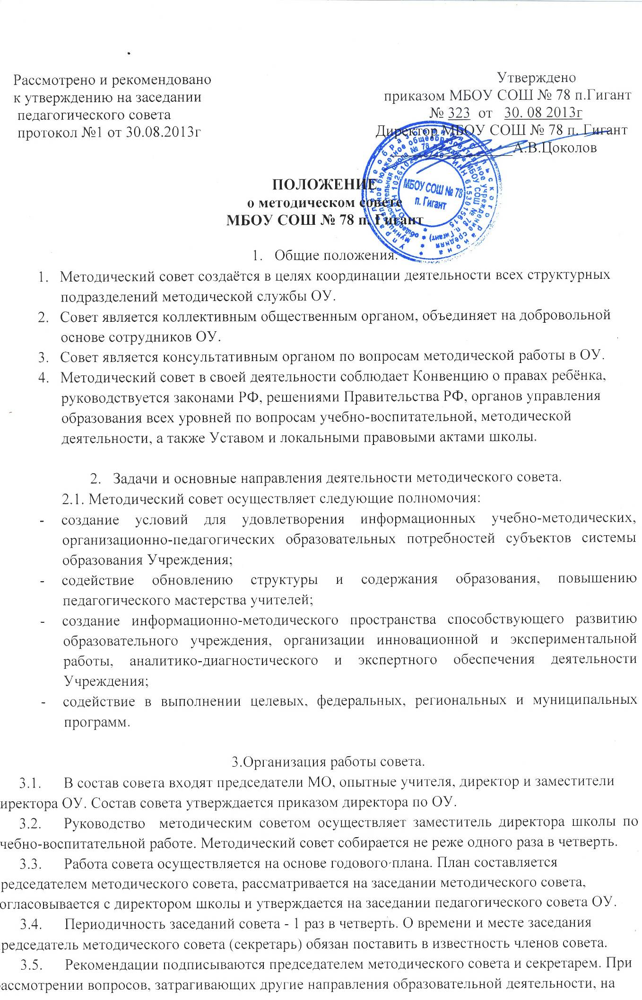 Рассмотрено и рекомендовано
к утверждению на заседании
педагогического совета
протокол №1 от 30.08.2013г
Утверждено
приказом МБОУ СОШ № 78 п.Гигант
№ 323 от 30. 08 2013г
Директор МБОУ СОШ № 78 п. Гигант
А.В.Цоколов
МБОУ СОШ № 78
п. Гигант
ПОЛОЖЕНИЕ
о методическом совете
МБОУ СОШ № 78 п. Гигант
1. Общие положения.
1. Методический совет создаётся в целях координации деятельности всех структурных
подразделений методической службы ОУ.
2. Совет является коллективным общественным органом, объединяет на добровольной
основе сотрудников ОУ.
3. Совет является консультативным органом по вопросам методической работы в ОУ.
4. Методический совет в своей деятельности соблюдает Конвенцию о правах ребёнка,
руководствуется законами РФ, решениями Правительства РФ, органов управления
образования всех уровней по вопросам учебно-воспитательной, методической
деятельности, а также Уставом и локальными правовыми актами школы.
2. Задачи и основные направления деятельности методического совета.
2.1. Методический совет осуществляет следующие полномочия:
- создание условий для удовлетворения информационных учебно-методических,
организационно-педагогических образовательных потребностей субъектов системы
образования Учреждения;
- содействие обновлению структуры и содержания образования, повышению
педагогического мастерства учителей;
- создание информационно-методического пространства способствующего развитию
образовательного учреждения, организации инновационной и экспериментальной
работы, аналитико-диагностического и экспертного обеспечения деятельности
Учреждения;
- содействие в выполнении целевых, федеральных, региональных и муниципальных
программ.
3.Организация работы совета.
3.1. В состав совета входят председатели МО, опытные учителя, директор и заместители
иректора ОУ. Состав совета утверждается приказом директора по ОУ.
3.2. Руководство методическим советом осуществляет заместитель директора школы по
чебно-воспитательной работе. Методический совет собирается не реже одного раза в четверть.
3.3. Работа совета осуществляется на основе годового плана. План составляется
редседателем методического совета, рассматривается на заседании методического совета,
огласовывается с директором школы и утверждается на заседании педагогического совета ОУ.
3.4. Периодичность заседаний совета - 1 раз в четверть. О времени и месте заседания
редседатель методического совета (секретарь) обязан поставить в известность членов совета.
3.5. Рекомендации подписываются председателем методического совета и секретарем. При
ассмотрении вопросов, затрагивающих другие направления образовательной деятельности, на